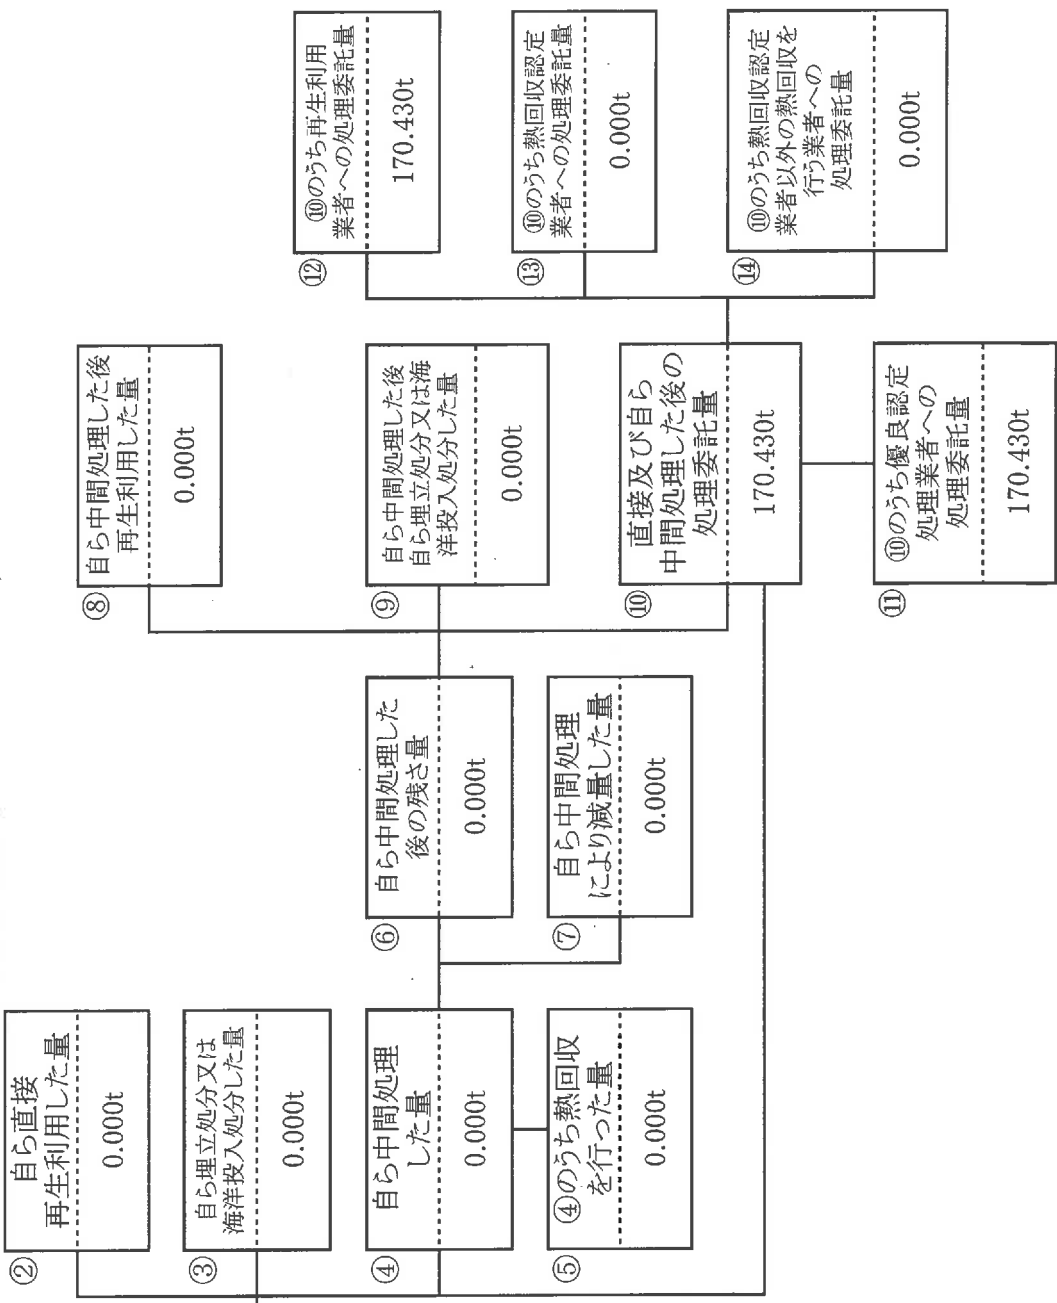 ②
自ら直接
再生利用した量
0.000t
③
自ら埋立処分又は
海洋投入処分した量
0.000t
④
自ら中間処理
した量
0.000t
⑤
④のうち熱回収
を行った量
0.000t
⑥
自ら中間処理した
後の残さ量
0.000t
⑦
自ら中間処理
により減量した量
0.000t
⑧
自ら中間処理した後
再生利用した量
0.000t
⑨
自ら中間処理した後
自ら埋立処分又は海
洋投入処分した量
0.000t
⑩
直接及び自ら
中間処理した後の
処理委託量
170.430t
⑪
⑩のうち優良認定
処理業者への
処理委託量
170.430t
⑫
⑩のうち再生利用
業者への処理委託量
170.430t
⑬
⑩のうち熱回収認定
業者への処理委託量
0.000t
⑭
⑩のうち熱回収認定
業者以外の熱回収を
行う業者への
処理委託量
0.000t